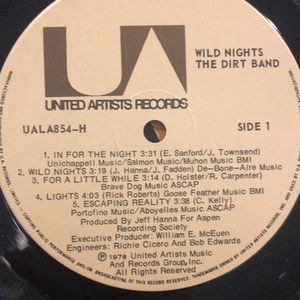 UA
WILD NIGHTS
THE DIRT BAND
UNITED ARTISTS RECORDS
UALA854-H
SIDE 1
1. IN FOR THE NIGHT 3:31 (E. Sanford/J. Townsend)
Unichappell Music/Salmon Music/Muhon Music BMI
2. WILD NIGHTS 3:19 (J. Hanna/J. Fadden) De-Bone-Aire Music
3. FOR A LITTLE WHILE 3:14 (D. Holster/R. Carpenter)
Brave Dog Music ASCAP
4. LIGHTS 4:03 (Rick Roberts) Goose Feather Music BMI
5. ESCAPING REALITY 3:38 (C. Kelly)
Portofino Music/Aboyelles Music ASCAP
Produced by Jeff Hanna For Aspen
Recording Society
Executive Producer: William E. McEuen
Engineers: Richie Cicero and Bob Edwards
1978 United Artists Music
And Records Group, Inc.
All Rights Reserved